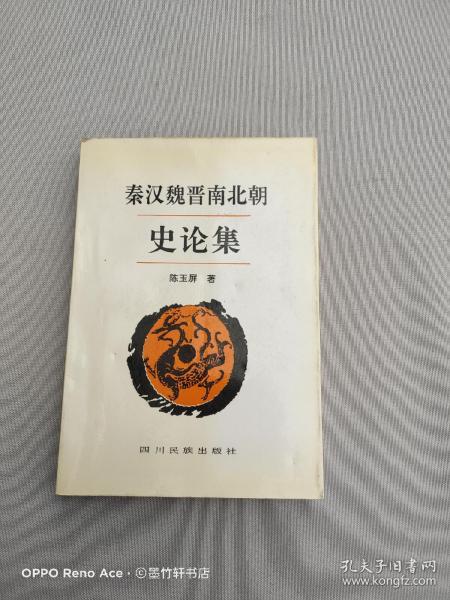 秦汉魏晋南北朝
史论集
陈玉屏 著
四川民族出版社
OPPO Reno Ace · ©墨竹轩书店
孔夫子旧书网
www.kongfz.com